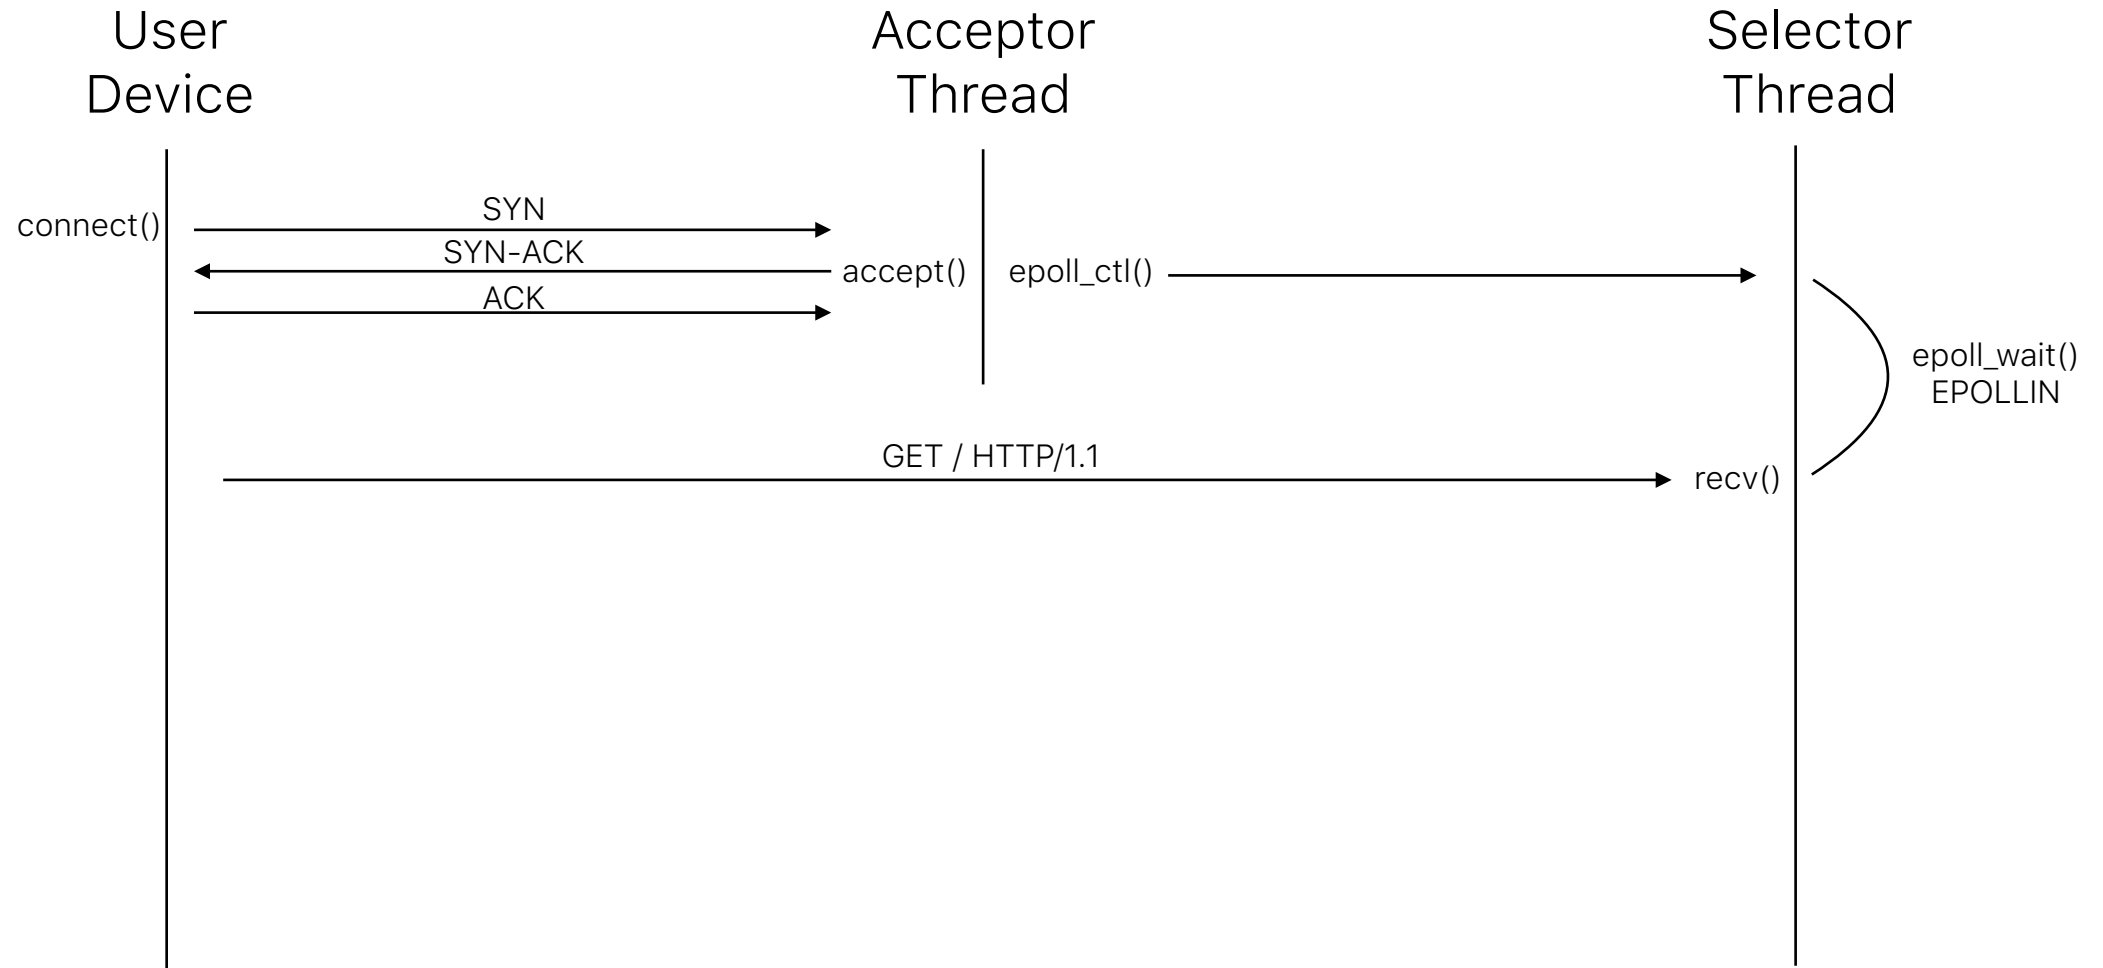 User
Device
Acceptor
Thread
Selector
Thread
connect()
SYN
SYN-ACK
ACK
accept()
epoll_ctl()
epoll_wait()
EPOLLIN
GET / HTTP/1.1
recv()